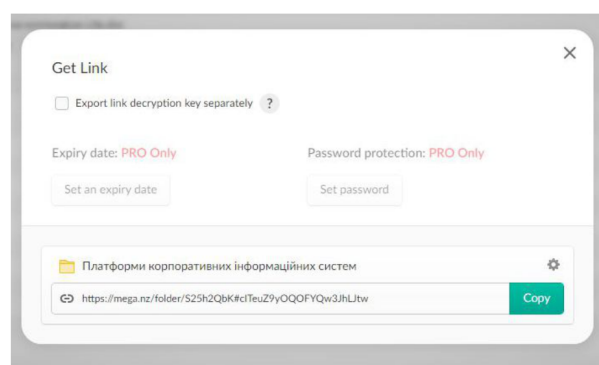 Get Link
Export link decryption key separately ?
Expiry date: PRO Only Password protection: PRO Only
Set an expiry date Set password
Платформи корпоративних інформаційних систем
https://mega.nz/folder/S25h2QbK#cITeuZ9yOQOFYQw3JhLJtw Copy